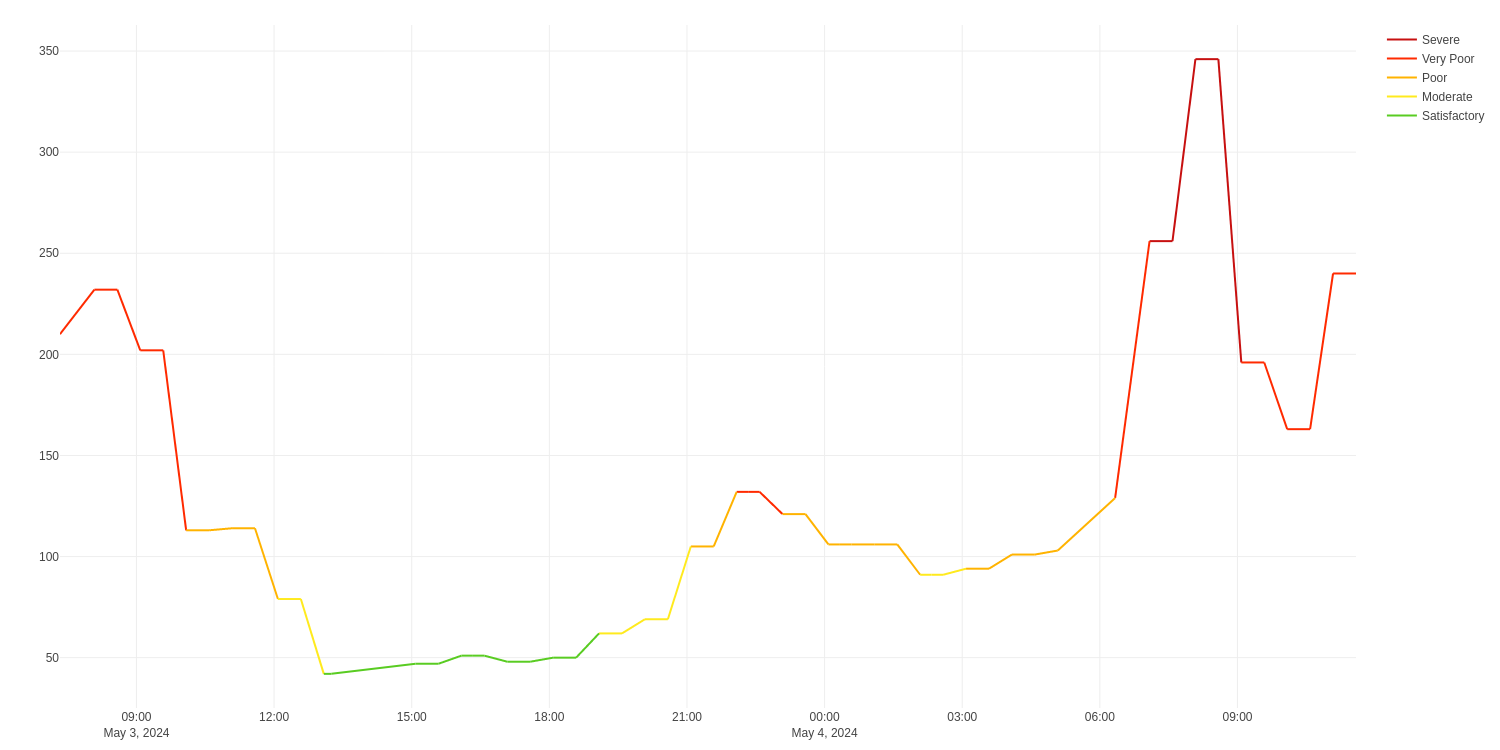 350
300
250
200
150
100
50
09:00
May 3, 2024
12:00
15:00
18:00
21:00
00:00
May 4, 2024
03:00
06:00
09:00
Severe
Very Poor
Poor
Moderate
Satisfactory